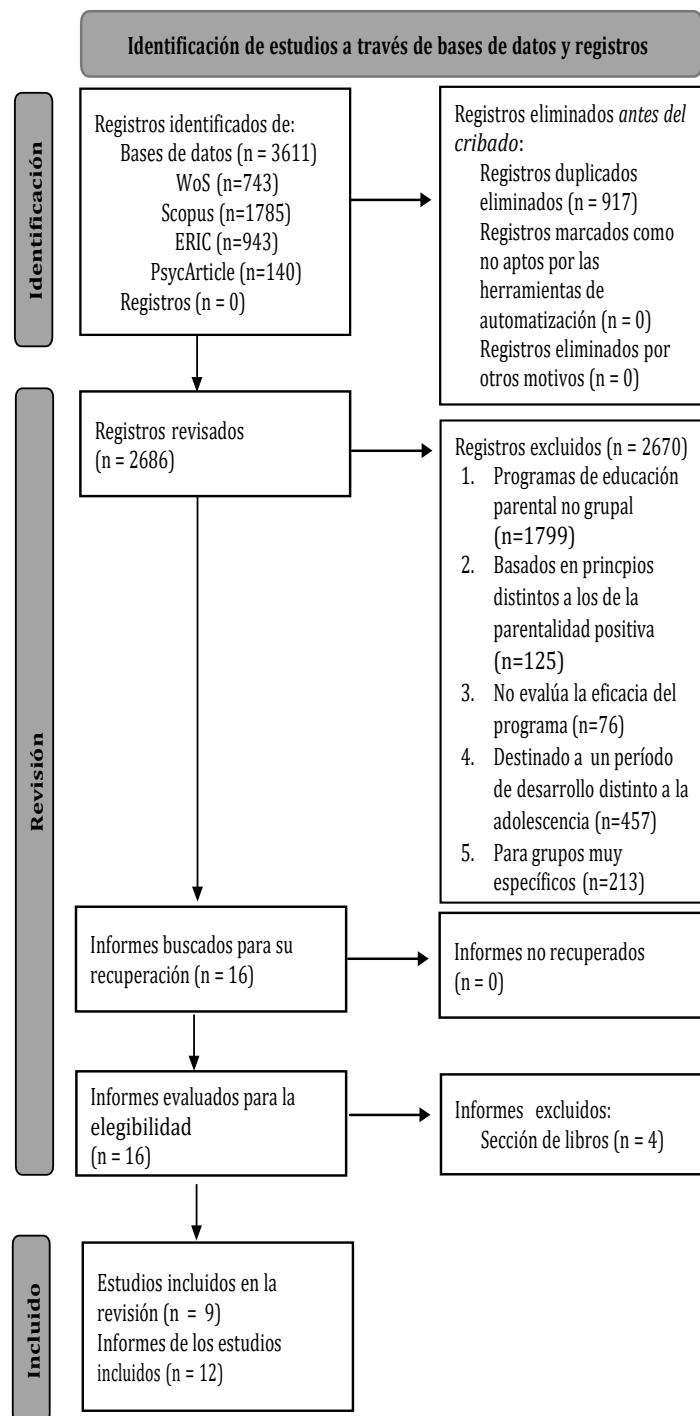 Identificación de estudios a través de bases de datos y registros
Identificación
Registros identificados de:
Bases de datos (n = 3611)
WoS (n=743)
Scopus (n=1785)
ERIC (n=943)
PsycArticle (n=140)
Registros (n = 0)
Registros eliminados antes del
cribado:
Registros duplicados
eliminados (n = 917)
Registros marcados como
no aptos por las
herramientas de
automatización (n = 0)
Registros eliminados por
otros motivos (n = 0)
Revisión
Registros revisados
(n = 2686)
Registros excluidos (n = 2670)
1. Programas de educación
parental no grupal
(n=1799)
2. Basados en princpios
distintos a los de la
parentalidad positiva
(n=125)
3. No evalúa la eficacia del
programa (n=76)
4. Destinado a un período
de desarrollo distinto a la
adolescencia (n=457)
5. Para grupos muy
específicos (n=213)
Informes buscados para su
recuperación (n = 16)
Informes no recuperados
(n = 0)
Informes evaluados para la
elegibilidad
(n = 16)
Informes excluidos:
Sección de libros (n = 4)
Incluido
Estudios incluidos en la
revisión (n = 9)
Informes de los estudios
incluidos (n = 12)